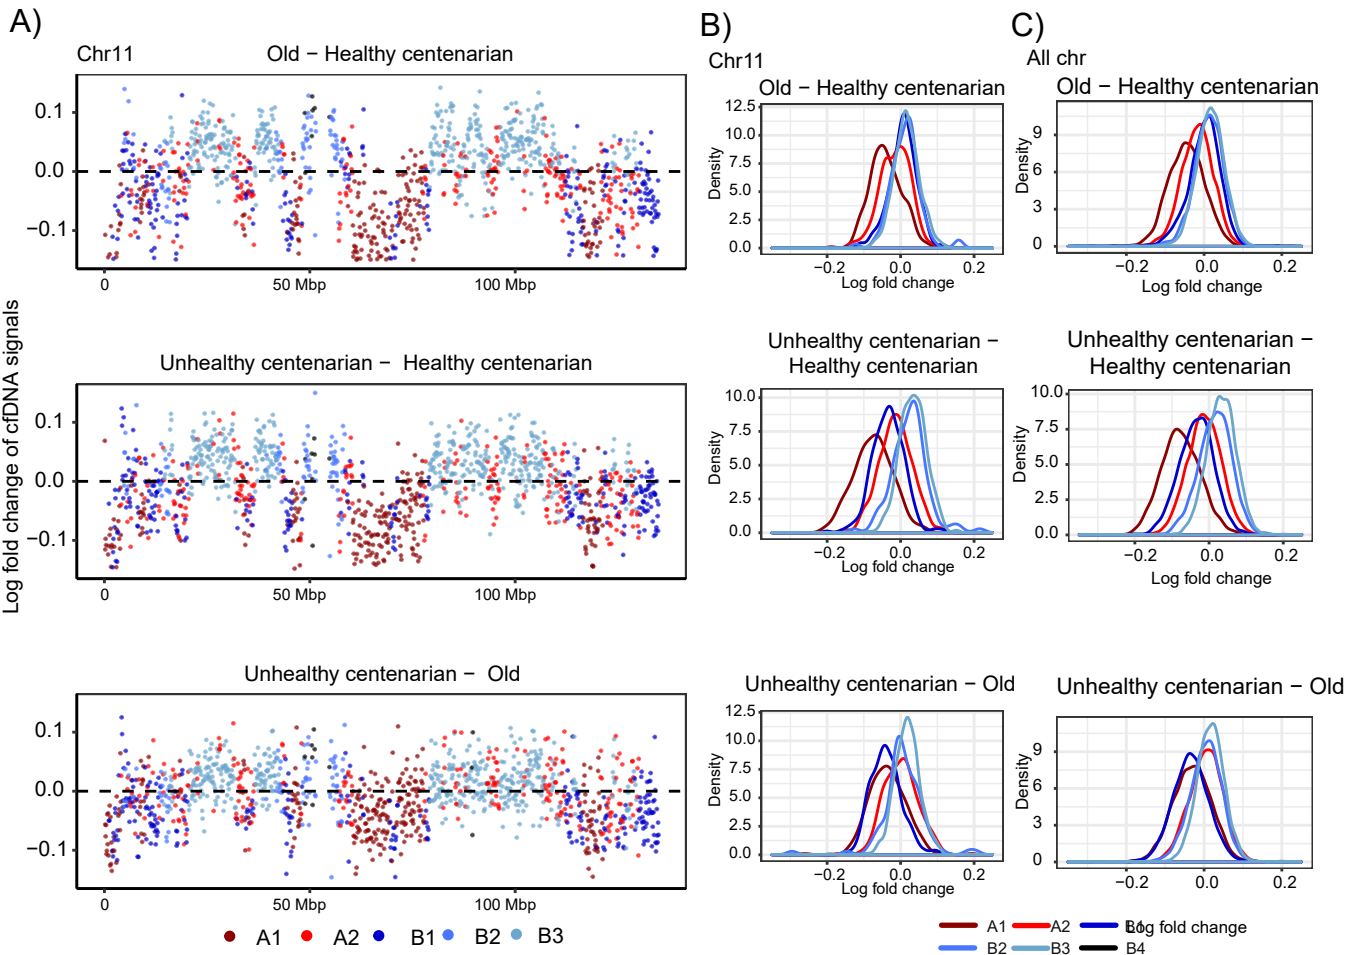 A)
B)
C)
Chr11
Old − Healthy centenarian
0.1
0.0
−0.1
0
50 Mbp
100 Mbp
Unhealthy centenarian − Healthy centenarian
0.1
0.0
−0.1
0
50 Mbp
100 Mbp
Unhealthy centenarian − Old
0.1
0.0
−0.1
0
50 Mbp
100 Mbp
Log fold change of cfDNA signals
A1 A2 B1 B2 B3
Chr11
Old − Healthy centenarian
12.5
10.0
7.5
5.0
2.5
0.0
Density
−0.2 0.0 0.2
Log fold change
Unhealthy centenarian −
Healthy centenarian
10.0
7.5
5.0
2.5
0.0
Density
−0.2 0.0 0.2
Log fold change
Unhealthy centenarian − Old
12.5
10.0
7.5
5.0
2.5
0.0
Density
−0.2 0.0 0.2
Log fold change
All chr
Old − Healthy centenarian
9
6
3
0
Density
−0.2 0.0 0.2
Log fold change
Unhealthy centenarian −
Healthy centenarian
10.0
7.5
5.0
2.5
0.0
Density
−0.2 0.0 0.2
Log fold change
Unhealthy centenarian − Old
9
6
3
0
Density
−0.2 0.0 0.2
Log fold change
A1 A2 B1
B2 B3 B4